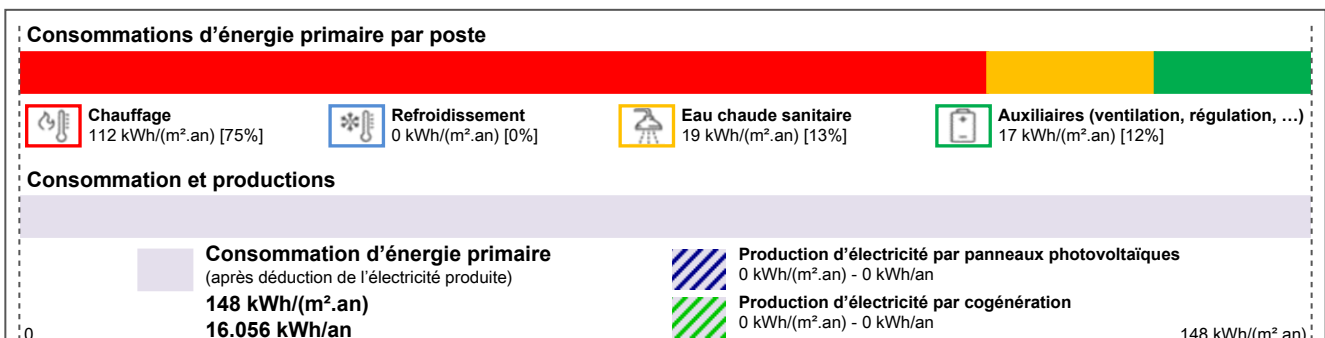 Consommations d’énergie primaire par poste
Chauffage
112 kWh/(m².an) [75%]
Refroidissement
0 kWh/(m².an) [0%]
Eau chaude sanitaire
19 kWh/(m².an) [13%]
Auxiliaires (ventilation, régulation, …)
17 kWh/(m².an) [12%]
Consommation et productions
Consommation d’énergie primaire
(après déduction de l’électricité produite)
148 kWh/(m².an)
16.056 kWh/an
Production d’électricité par panneaux photovoltaïques
0 kWh/(m².an) - 0 kWh/an
Production d’électricité par cogénération
0 kWh/(m².an) - 0 kWh/an
0
148 kWh/(m².an)